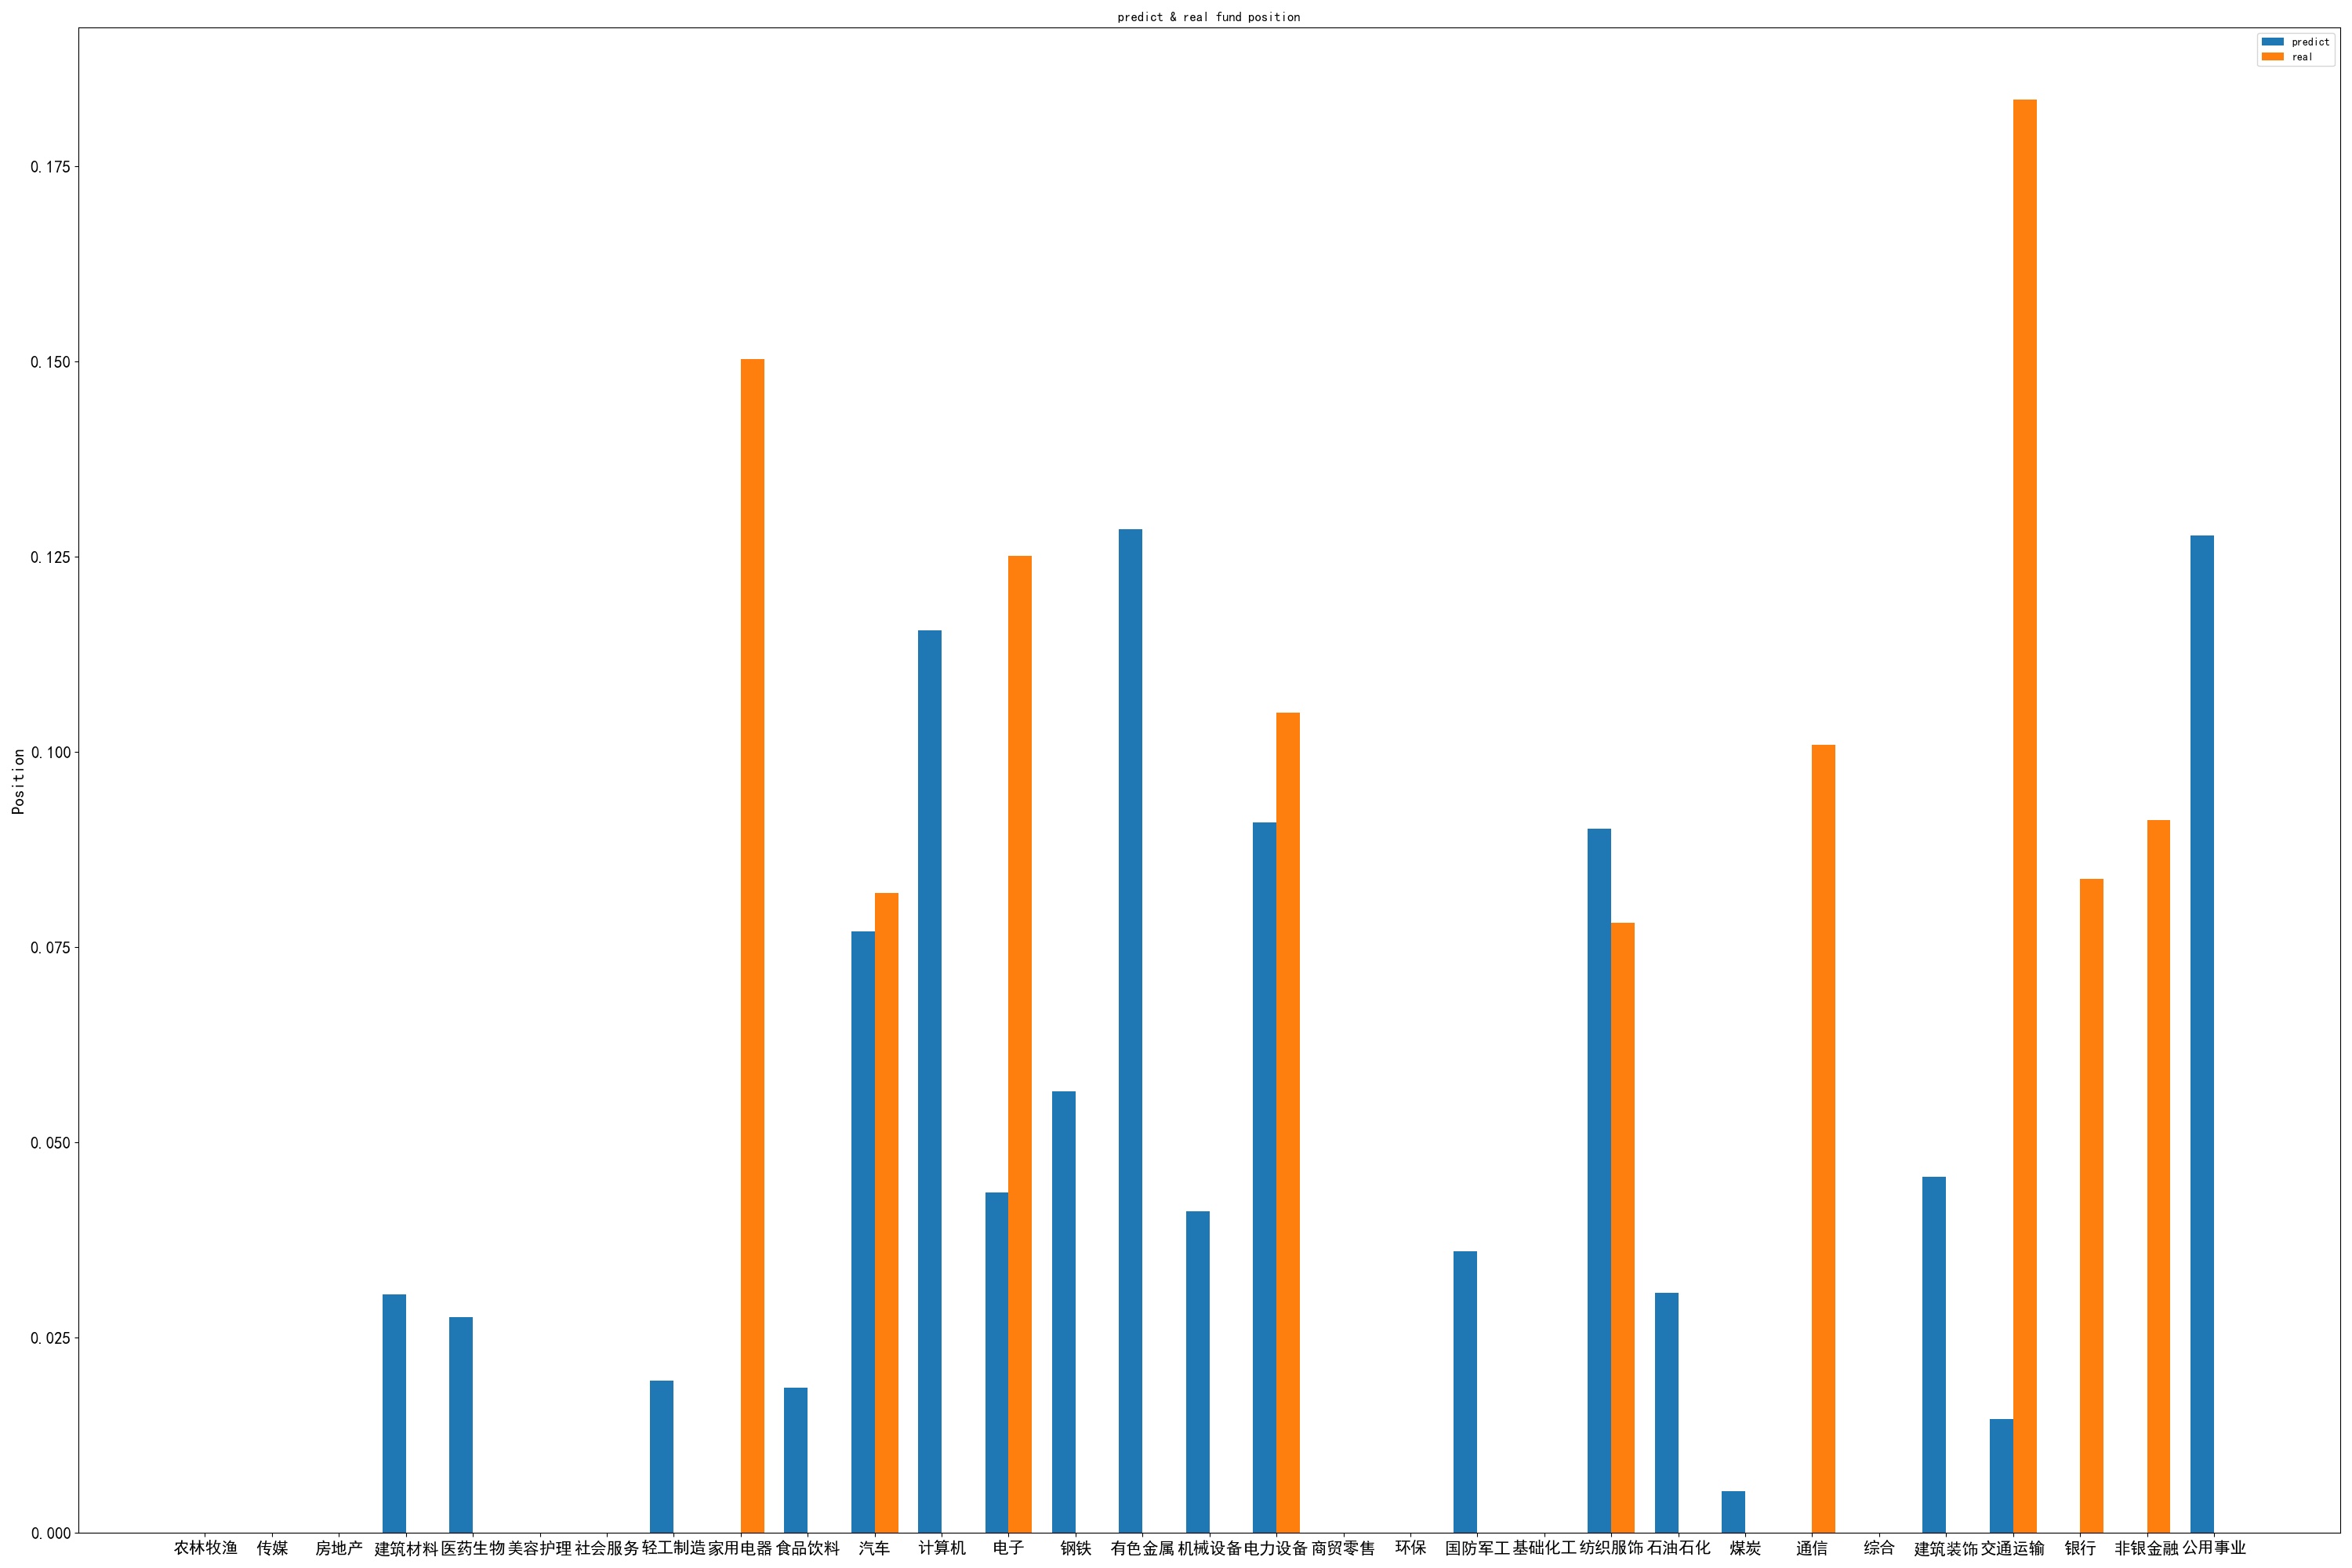 predict & real fund position
predict
real
0.175
0.150
0.125
0.100
0.075
0.050
0.025
0.000
Position
农林牧渔 传媒 房地产 建筑材料 医药生物 美容护理 社会服务 轻工制造 家用电器 食品饮料 汽车 计算机 电子 钢铁 有色金属 机械设备 电力设备 商贸零售 环保 国防军工 基础化工 纺织服饰 石油石化 煤炭 通信 综合 建筑装饰 交通运输 银行 非银金融 公用事业